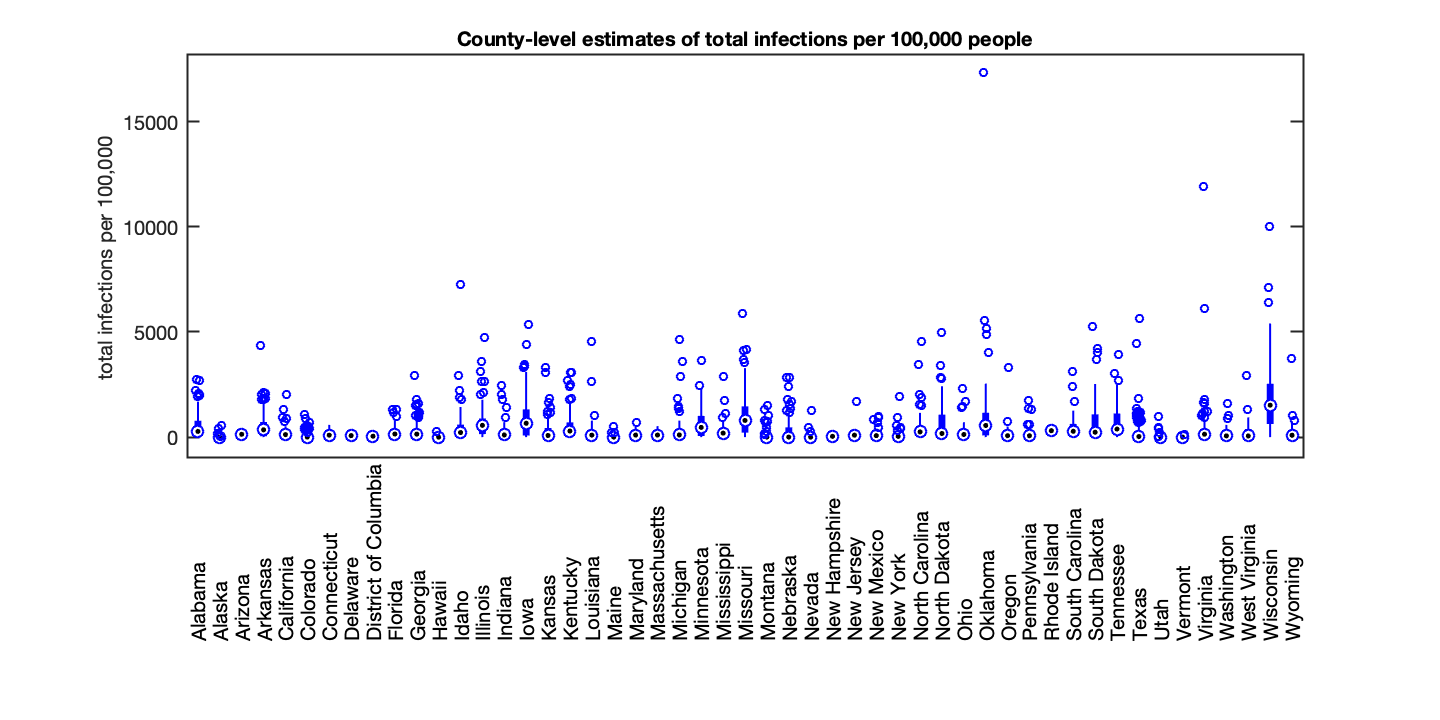 County-level estimates of total infections per 100,000 people
total infections per 100,000
15000
10000
5000
0
Alabama
Alaska
Arizona
Arkansas
California
Colorado
Connecticut
Delaware
District of Columbia
Florida
Georgia
Hawaii
Idaho
Illinois
Indiana
Iowa
Kansas
Kentucky
Louisiana
Maine
Maryland
Massachusetts
Michigan
Minnesota
Mississippi
Missouri
Montana
Nebraska
Nevada
New Hampshire
New Jersey
New Mexico
New York
North Carolina
North Dakota
Ohio
Oklahoma
Oregon
Pennsylvania
Rhode Island
South Carolina
South Dakota
Tennessee
Texas
Utah
Vermont
Virginia
Washington
West Virginia
Wisconsin
Wyoming